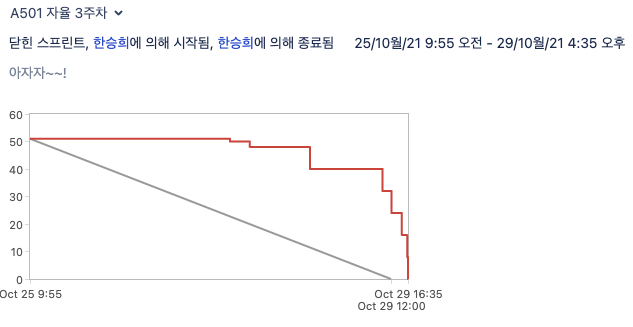 A501 자율 3주차
닫힌 스프린트, 한승희에 의해 시작됨, 한승희에 의해 종료됨 25/10월/21 9:55 오전 - 29/10월/21 4:35 오후
아자자~~!
60
50
40
30
20
10
0
Oct 25 9:55
Oct 29 16:35
Oct 29 12:00